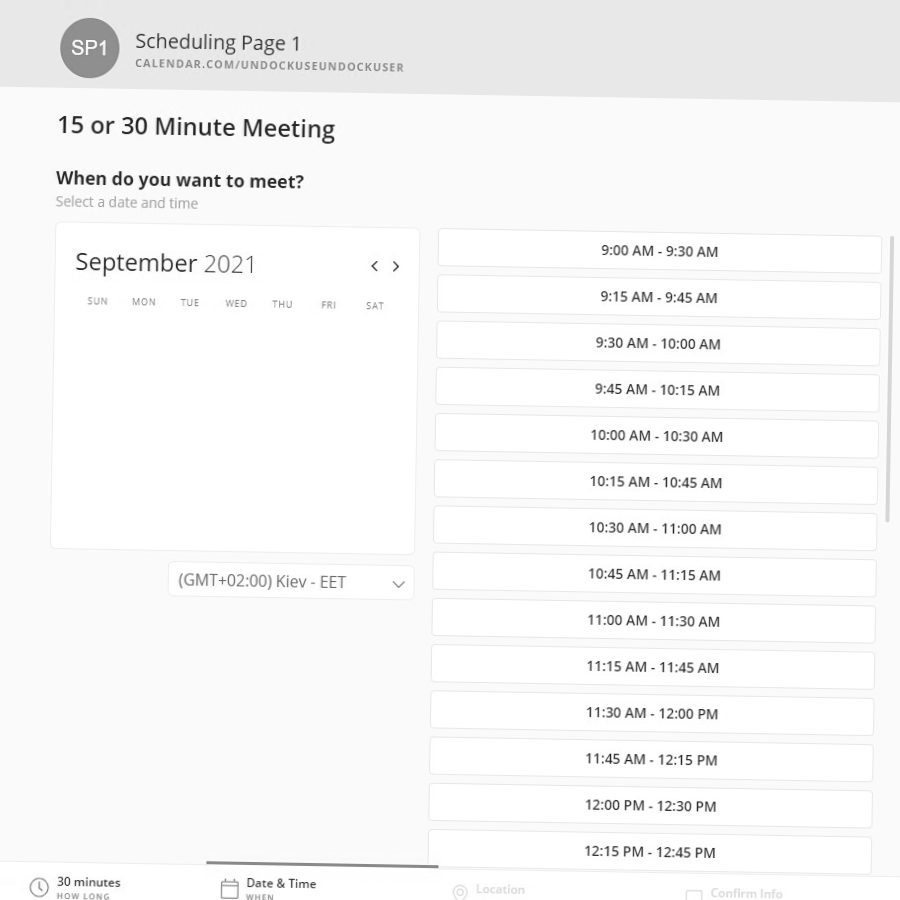 SP1
Scheduling Page 1
CALENDAR.COM/UNDOCKUSEUNDOCKUSER
15 or 30 Minute Meeting
When do you want to meet?
Select a date and time
September 2021
SUN MON TUE WED THU FRI SAT
(GMT+02:00) Kiev - EET
9:00 AM - 9:30 AM
9:15 AM - 9:45 AM
9:30 AM - 10:00 AM
9:45 AM - 10:15 AM
10:00 AM - 10:30 AM
10:15 AM - 10:45 AM
10:30 AM - 11:00 AM
10:45 AM - 11:15 AM
11:00 AM - 11:30 AM
11:15 AM - 11:45 AM
11:30 AM - 12:00 PM
11:45 AM - 12:15 PM
12:00 PM - 12:30 PM
12:15 PM - 12:45 PM
30 minutes
HOW LONG
Date & Time
WHEN
Location
Confirm Info